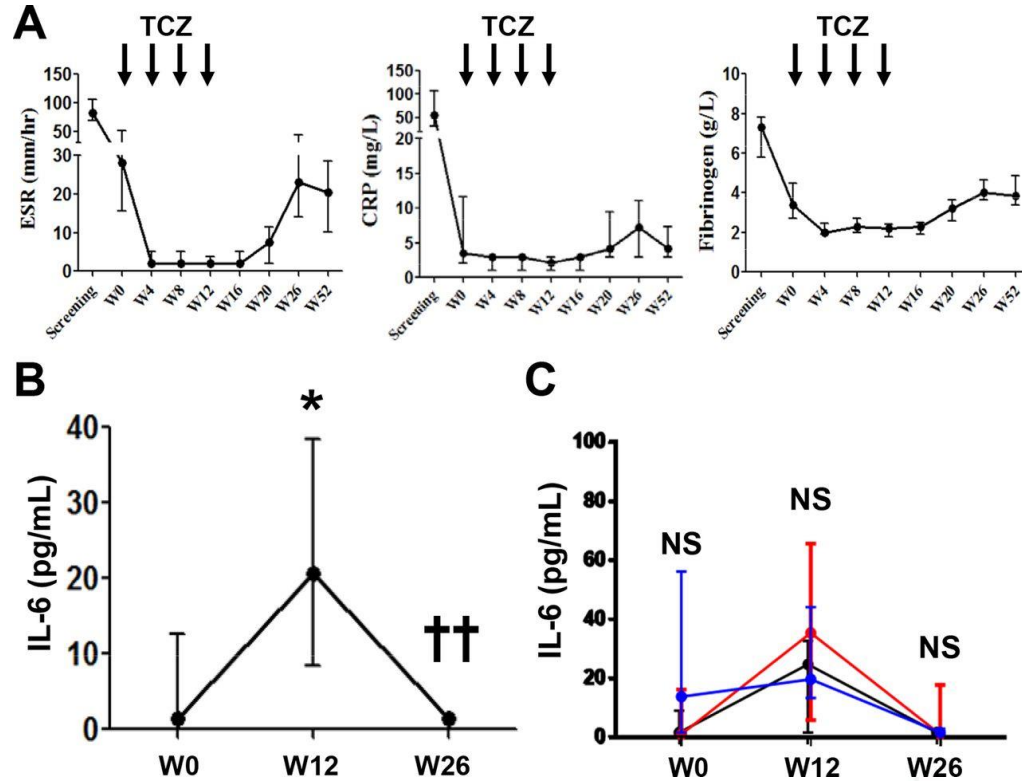 A
TCZ
TCZ
TCZ
ESR (mm/hr)
150
100
50
30
20
10
0
Screening W0 W4 W8 W12 W16 W20 W26 W52
CRP (mg/L)
150
100
50
20
15
10
5
0
Screening W0 W4 W8 W12 W16 W20 W26 W52
Fibrinogen (g/L)
10
8
6
4
2
0
Screening W0 W4 W8 W12 W16 W20 W26 W52
B
IL-6 (pg/mL)
40
30
20
10
0
*
††
W0 W12 W26
C
IL-6 (pg/mL)
100
80
60
40
20
0
NS
NS
NS
W0 W12 W26